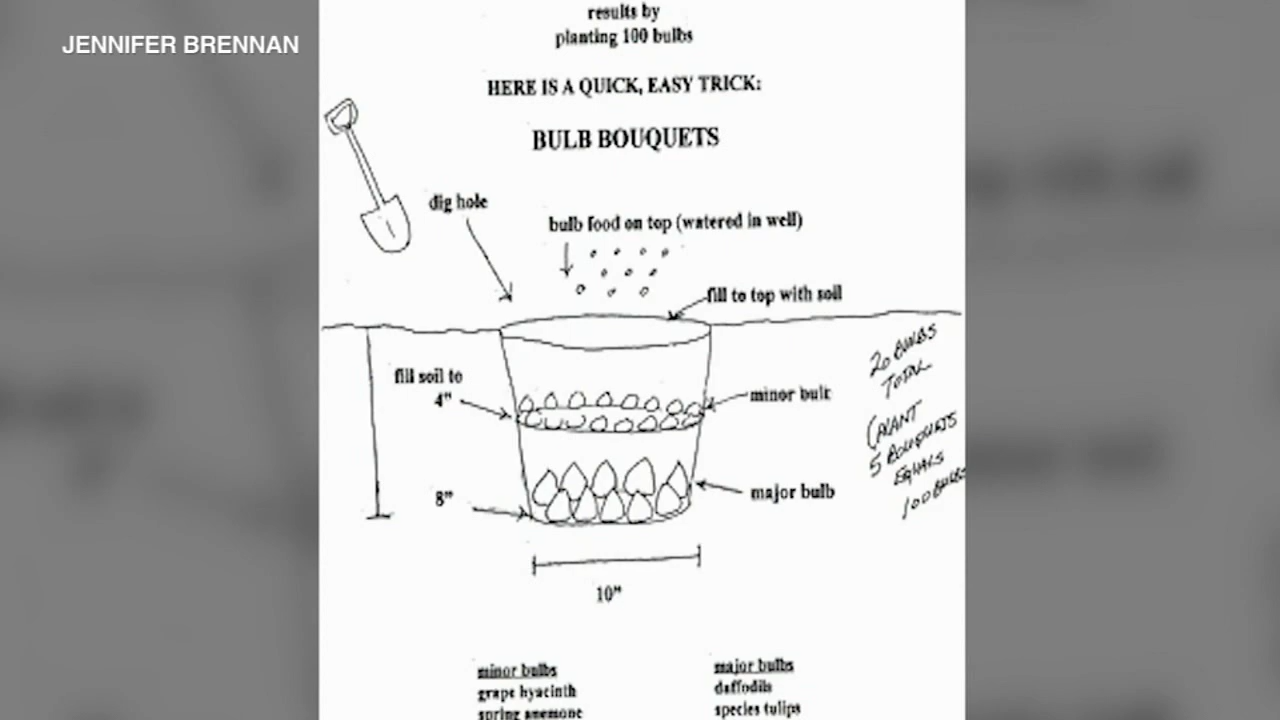 JENNIFER BRENNAN
results by
planting 100 bulbs
HERE IS A QUICK, EASY TRICK:
BULB BOUQUETS
dig hole
bulb food on top (watered in well)
fill to top with soil
fill soil to
4"
minor bulb
8"
major bulb
10"
20 BULBS
TOTAL
(PLANT
5 BOUQUETS
EQUALS
100 BULBS
minor bulbs
grape hyacinth
spring anemone
major bulbs
daffodils
species tulips